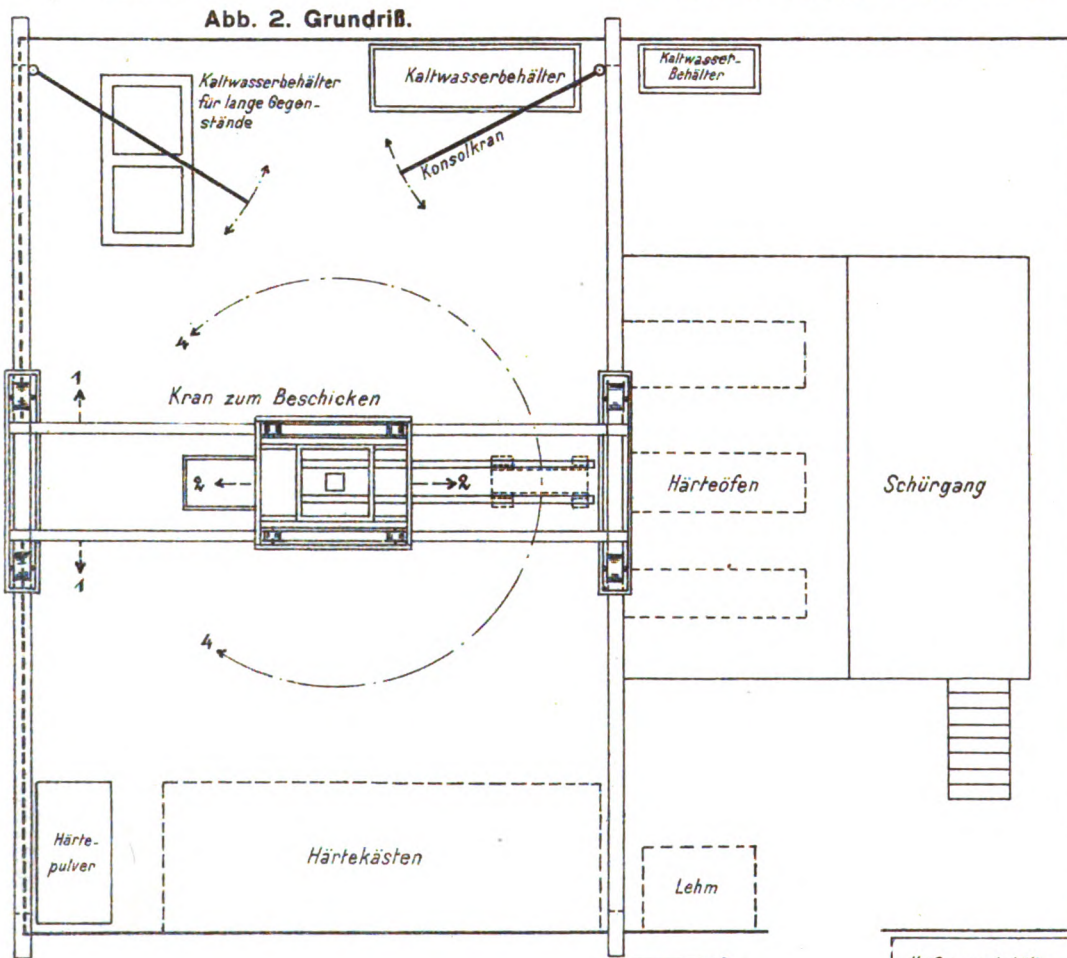 Abb. 2. Grundriß.
Kaltwasserbehälter
für lange Gegen-
stände
Kaltwasserbehälter
Kaltwasser-
Behälter
Konsolkran
4
1
Kran zum Beschicken
2
2
Härteöfen
Schürgang
1
4
Härte-
pulver
Härtekästen
Lehm